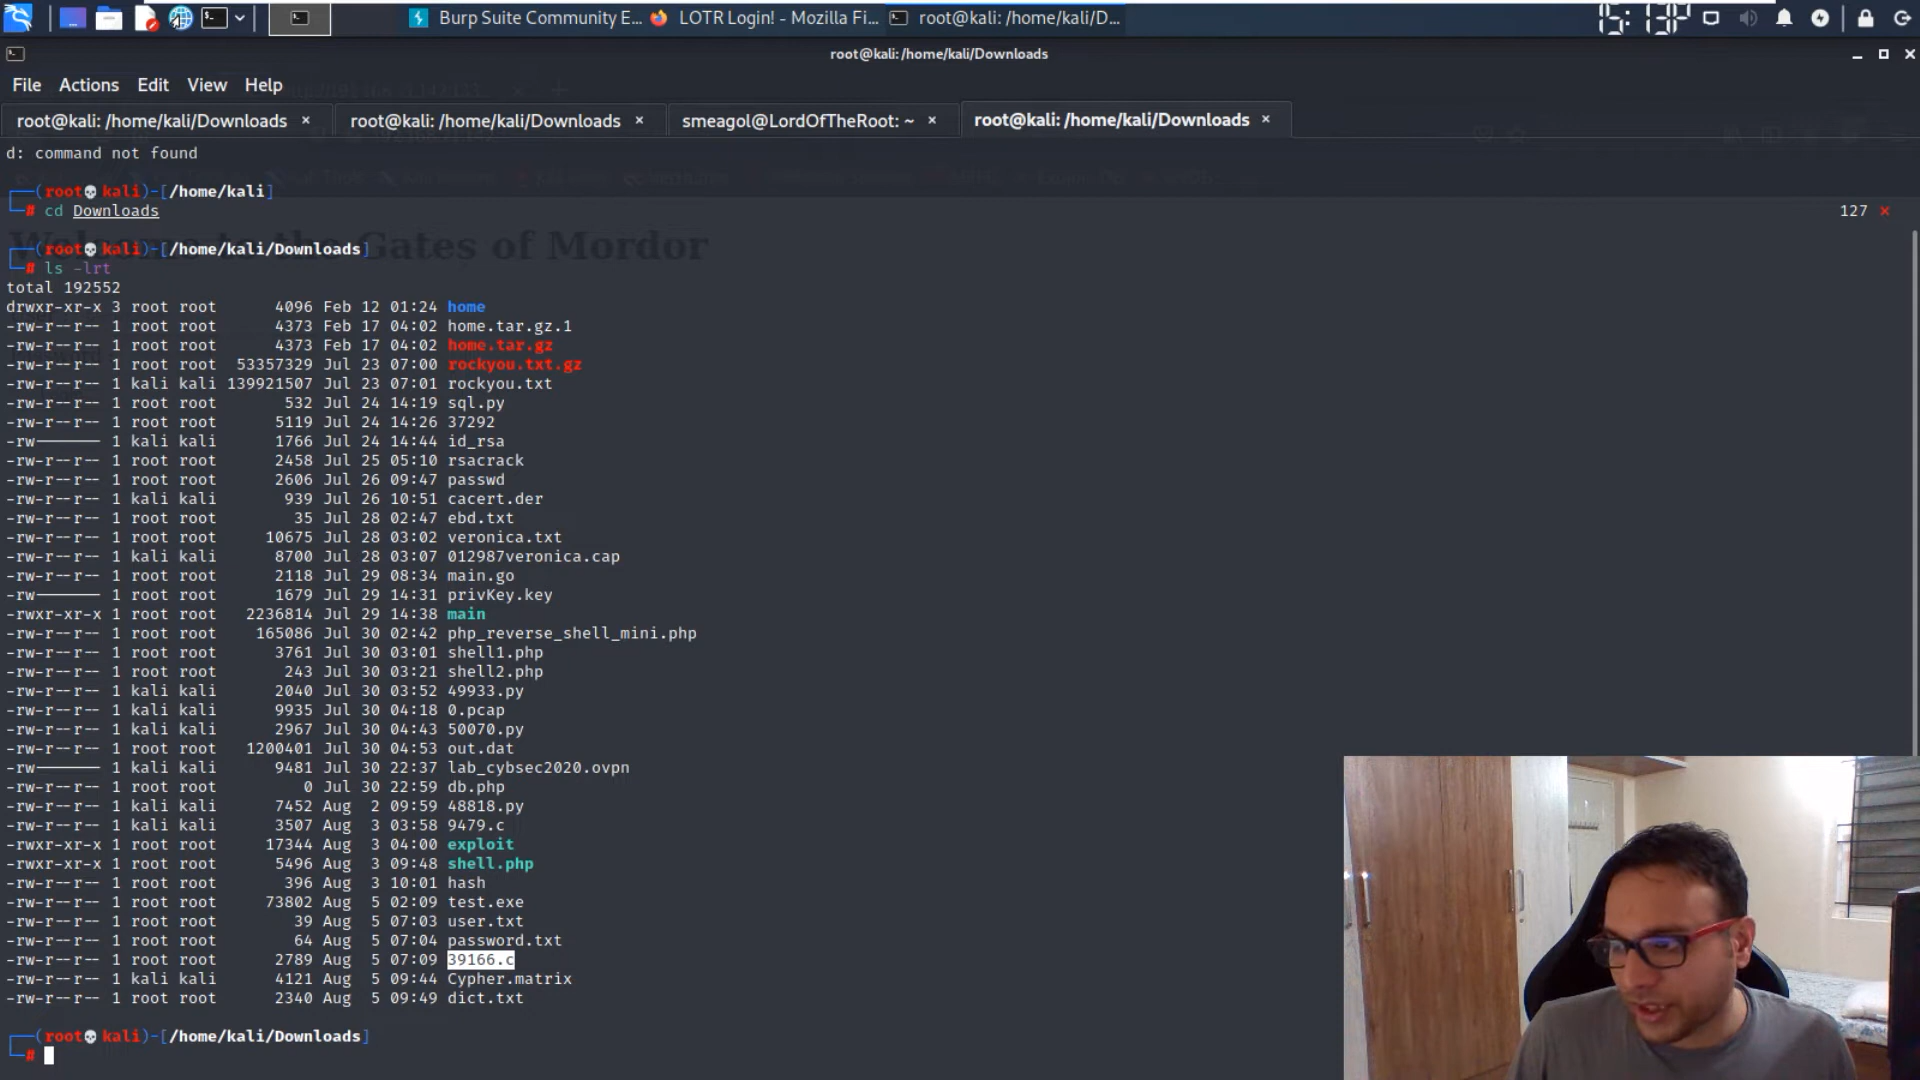 Burp Suite Community E...
LOTR Login! - Mozilla Fi...
root@kali: /home/kali/D...
root@kali: /home/kali/Downloads
File Actions Edit View Help
root@kali: /home/kali/Downloads × root@kali: /home/kali/Downloads × smeagol@LordOfTheRoot: ~ × root@kali: /home/kali/Downloads ×
d: command not found
┌──(root💀kali)-[/home/kali]
└─# cd Downloads 127 ×
Welcome to the Gates of Mordor
┌──(root💀kali)-[/home/kali/Downloads]
└─# ls -lrt
total 192552
drwxr-xr-x 3 root root 4096 Feb 12 01:24 home
-rw-r--r-- 1 root root 4373 Feb 17 04:02 home.tar.gz.1
-rw-r--r-- 1 root root 4373 Feb 17 04:02 home.tar.gz
-rw-r--r-- 1 root root 53357329 Jul 23 07:00 rockyou.txt.gz
-rw-r--r-- 1 kali kali 139921507 Jul 23 07:01 rockyou.txt
-rw-r--r-- 1 root root 532 Jul 24 14:19 sql.py
-rw-r--r-- 1 root root 5119 Jul 24 14:26 37292
-rw------- 1 kali kali 1766 Jul 24 14:44 id_rsa
-rw-r--r-- 1 root root 2458 Jul 25 05:10 rsacrack
-rw-r--r-- 1 root root 2606 Jul 26 09:47 passwd
-rw-r--r-- 1 kali kali 939 Jul 26 10:51 cacert.der
-rw-r--r-- 1 root root 35 Jul 28 02:47 ebd.txt
-rw-r--r-- 1 root root 10675 Jul 28 03:02 veronica.txt
-rw-r--r-- 1 kali kali 8700 Jul 28 03:07 012987veronica.cap
-rw-r--r-- 1 root root 2118 Jul 29 08:34 main.go
-rw------- 1 root root 1679 Jul 29 14:31 privKey.key
-rwxr-xr-x 1 root root 2236814 Jul 29 14:38 main
-rw-r--r-- 1 root root 165086 Jul 30 02:42 php_reverse_shell_mini.php
-rw-r--r-- 1 root root 3761 Jul 30 03:01 shell1.php
-rw-r--r-- 1 root root 243 Jul 30 03:21 shell2.php
-rw-r--r-- 1 kali kali 2040 Jul 30 03:52 49933.py
-rw-r--r-- 1 kali kali 9935 Jul 30 04:18 0.pcap
-rw-r--r-- 1 kali kali 2967 Jul 30 04:43 50070.py
-rw-r--r-- 1 root root 1200401 Jul 30 04:53 out.dat
-rw------- 1 kali kali 9481 Jul 30 22:37 lab_cybsec2020.ovpn
-rw-r--r-- 1 root root 0 Jul 30 22:59 db.php
-rw-r--r-- 1 kali kali 7452 Aug 2 09:59 48818.py
-rw-r--r-- 1 kali kali 3507 Aug 3 03:58 9479.c
-rwxr-xr-x 1 root root 17344 Aug 3 04:00 exploit
-rwxr-xr-x 1 root root 5496 Aug 3 09:48 shell.php
-rw-r--r-- 1 root root 396 Aug 3 10:01 hash
-rw-r--r-- 1 root root 73802 Aug 5 02:09 test.exe
-rw-r--r-- 1 root root 39 Aug 5 07:03 user.txt
-rw-r--r-- 1 root root 64 Aug 5 07:04 password.txt
-rw-r--r-- 1 root root 2789 Aug 5 07:09 39166.c
-rw-r--r-- 1 kali kali 4121 Aug 5 09:44 Cypher.matrix
-rw-r--r-- 1 root root 2340 Aug 5 09:49 dict.txt
┌──(root💀kali)-[/home/kali/Downloads]
└─#